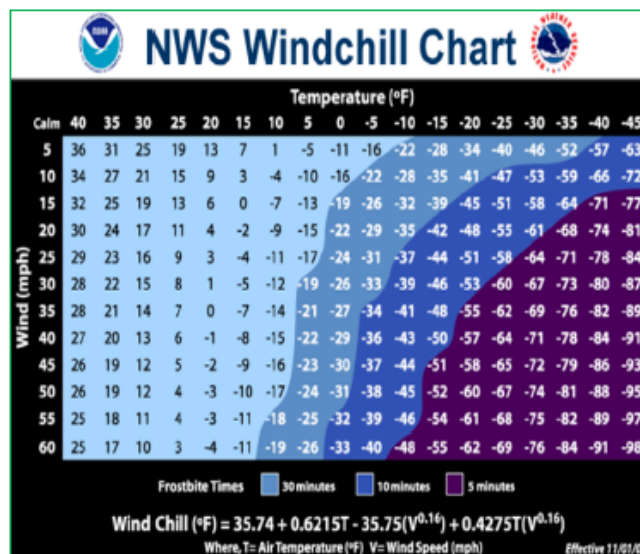 NWS Windchill Chart
Temperature (ºF)
Calm 40 35 30 25 20 15 10 5 0 -5 -10 -15 -20 -25 -30 -35 -40 -45
5 36 31 25 19 13 7 1 -5 -11 -16 -22 -28 -34 -40 -46 -52 -57 -63
10 34 27 21 15 9 3 -4 -10 -16 -22 -28 -35 -41 -47 -53 -59 -66 -72
15 32 25 19 13 6 0 -7 -13 -19 -26 -32 -39 -45 -51 -58 -64 -71 -77
20 30 24 17 11 4 -2 -9 -15 -22 -29 -35 -42 -48 -55 -61 -68 -74 -81
25 29 23 16 9 3 -4 -11 -17 -24 -31 -37 -44 -51 -58 -64 -71 -78 -84
30 28 22 15 8 1 -5 -12 -19 -26 -33 -39 -46 -53 -60 -67 -73 -80 -87
35 28 21 14 7 0 -7 -14 -21 -27 -34 -41 -48 -55 -62 -69 -76 -82 -89
40 27 20 13 6 -1 -8 -15 -22 -29 -36 -43 -50 -57 -64 -71 -78 -84 -91
45 26 19 12 5 -2 -9 -16 -23 -30 -37 -44 -51 -58 -65 -72 -79 -86 -93
50 26 19 12 4 -3 -10 -17 -24 -31 -38 -45 -52 -60 -67 -74 -81 -88 -95
55 25 18 11 4 -3 -11 -18 -25 -32 -39 -46 -54 -61 -68 -75 -82 -89 -97
60 25 17 10 3 -4 -11 -19 -26 -33 -40 -48 -55 -62 -69 -76 -84 -91 -98
Wind (mph)
Frostbite Times 30 minutes 10 minutes 5 minutes
Wind Chill (ºF) = 35.74 + 0.6215T - 35.75(V0.16) + 0.4275T(V0.16)
Where, T= Air Temperature (ºF) V= Wind Speed (mph)
Effective 11/01/